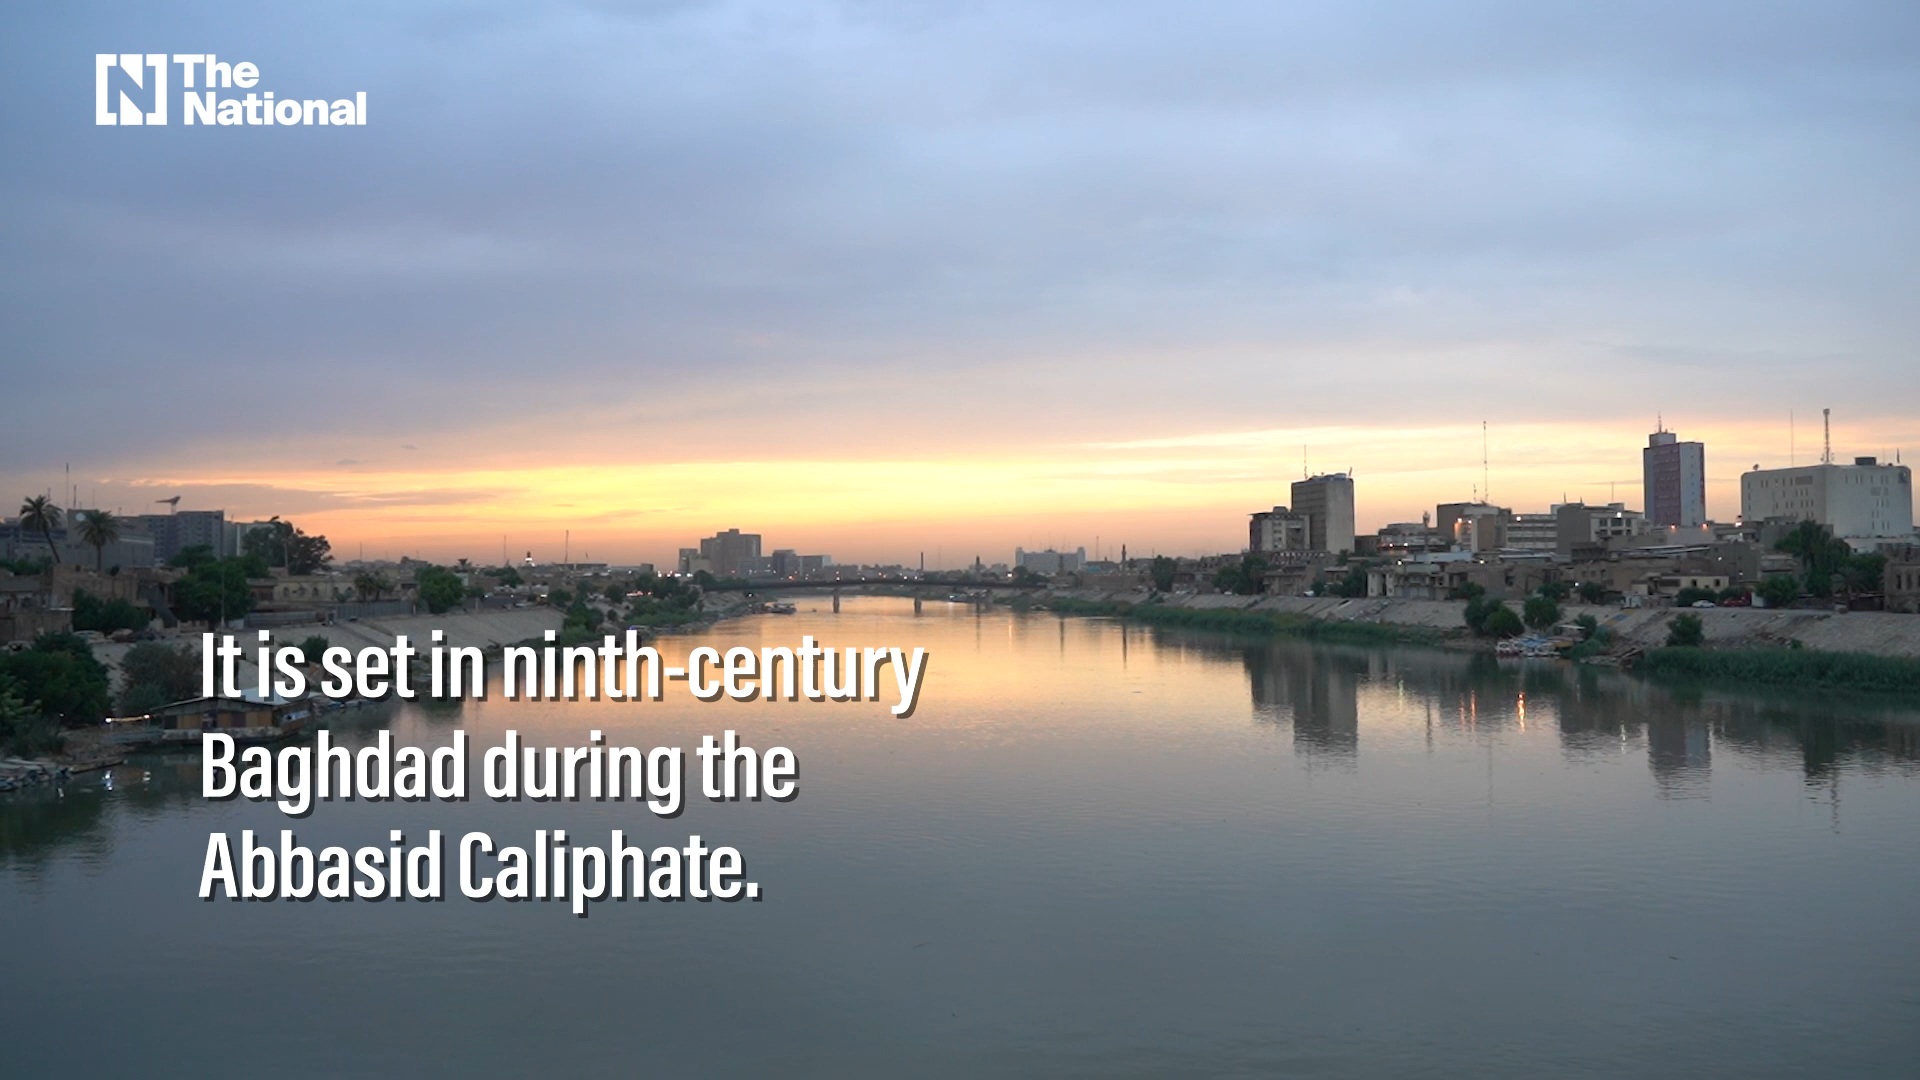 The
National
It is set in ninth-century
Baghdad during the
Abbasid Caliphate.